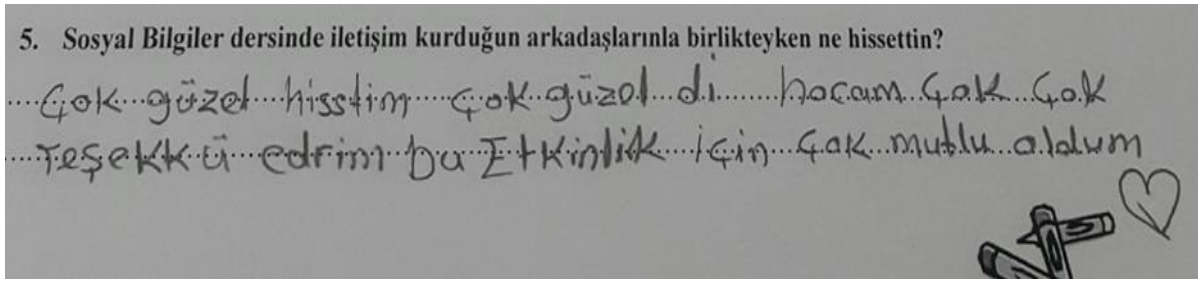 5. Sosyal Bilgiler dersinde iletişim kurduğun arkadaşlarınla birlikteyken ne hissettin?
Çok güzel hisstim çok güzel di hocam Çok Çok
Teşekkü edrim bu Etkinlik için Çok mutlu oldum